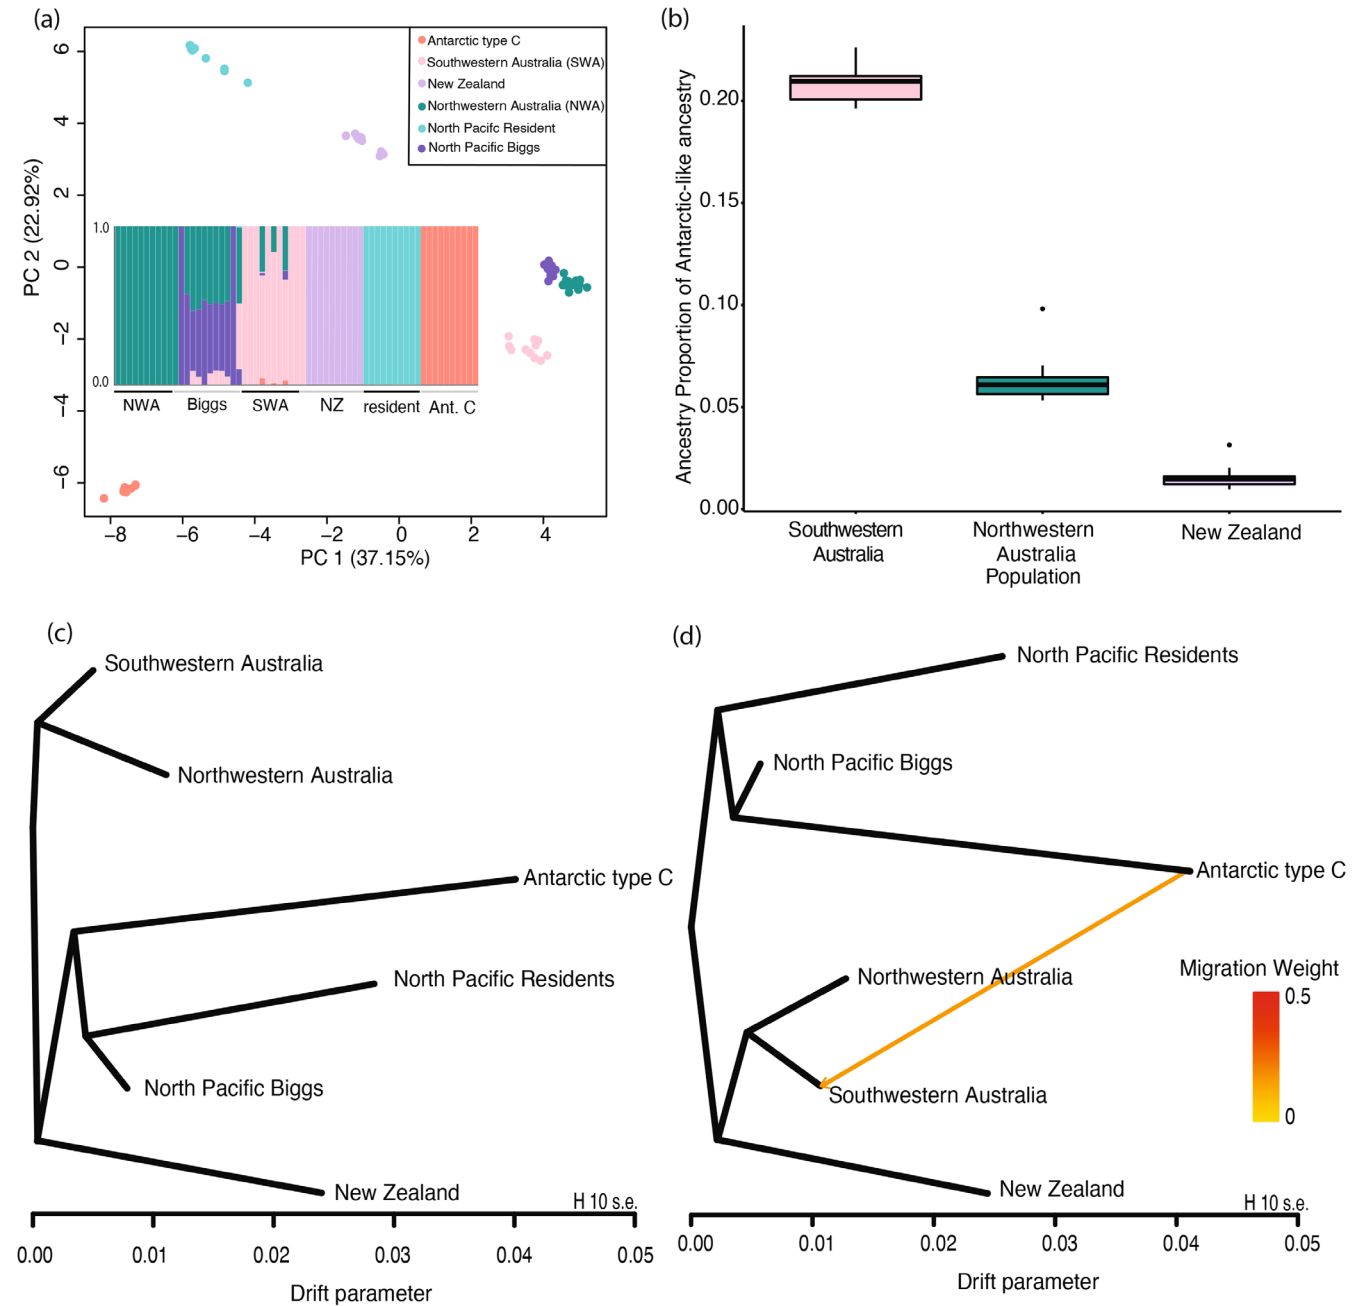 (a)
6
4
2
0
−2
−4
−6
PC 2 (22.92%)
Antarctic type C
Southwestern Australia (SWA)
New Zealand
Northwestern Australia (NWA)
North Pacifc Resident
North Pacific Biggs
1.0
0.0
NWA
Biggs
SWA
NZ
resident
Ant. C
−8
−6
−4
−2
0
2
4
PC 1 (37.15%)
(b)
Ancestry Proportion of Antarctic-like ancestry
0.20
0.15
0.10
0.05
0.00
Southwestern
Australia
Northwestern
Australia
New Zealand
Population
(c)
Southwestern Australia
Northwestern Australia
Antarctic type C
North Pacific Residents
North Pacific Biggs
New Zealand
H 10 s.e.
0.00
0.01
0.02
0.03
0.04
0.05
Drift parameter
(d)
North Pacific Residents
North Pacific Biggs
Antarctic type C
Northwestern Australia
Southwestern Australia
New Zealand
Migration Weight
0.5
0
H 10 s.e.
0.00
0.01
0.02
0.03
0.04
0.05
Drift parameter